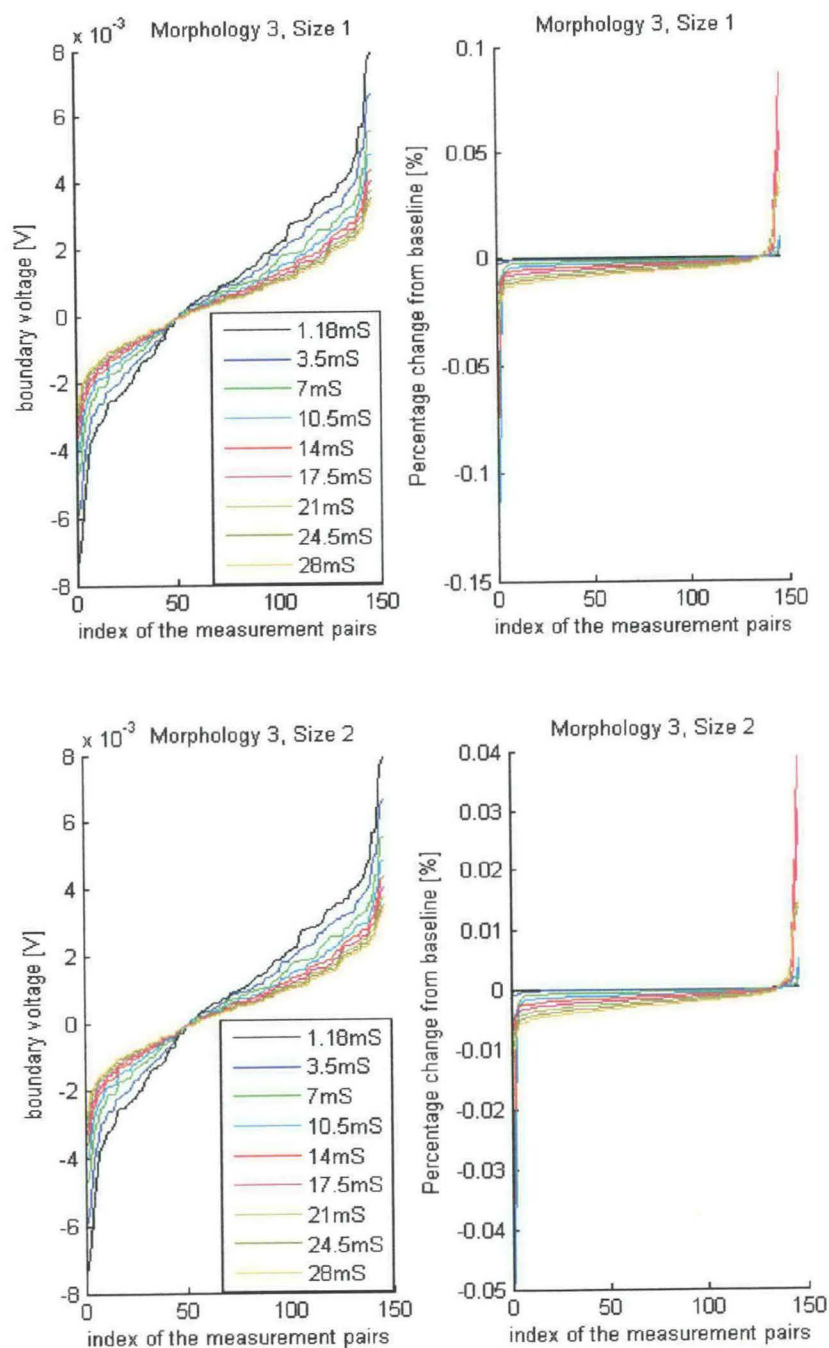 x 10-3
Morphology 3, Size 1
8
6
4
2
0
-2
-4
-6
-8
0
50
100
150
boundary voltage [V]
index of the measurement pairs
1.18mS
3.5mS
7mS
10.5mS
14mS
17.5mS
21mS
24.5mS
28mS
Morphology 3, Size 1
0.1
0.05
0
-0.05
-0.1
-0.15
0
50
100
150
Percentage change from baseline [%]
index of the measurement pairs
x 10-3
Morphology 3, Size 2
8
6
4
2
0
-2
-4
-6
-8
0
50
100
150
boundary voltage [V]
index of the measurement pairs
1.18mS
3.5mS
7mS
10.5mS
14mS
17.5mS
21mS
24.5mS
28mS
Morphology 3, Size 2
0.04
0.03
0.02
0.01
0
-0.01
-0.02
-0.03
-0.04
-0.05
0
50
100
150
Percentage change from baseline [%]
index of the measurement pairs